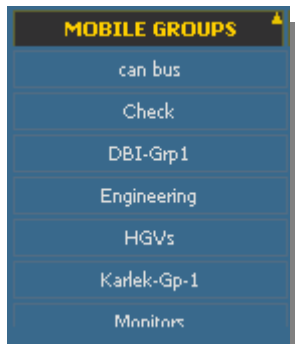 MOBILE GROUPS
can bus
Check
DBI-Grp1
Engineering
HGVs
Karlek-Gp-1
Monitors